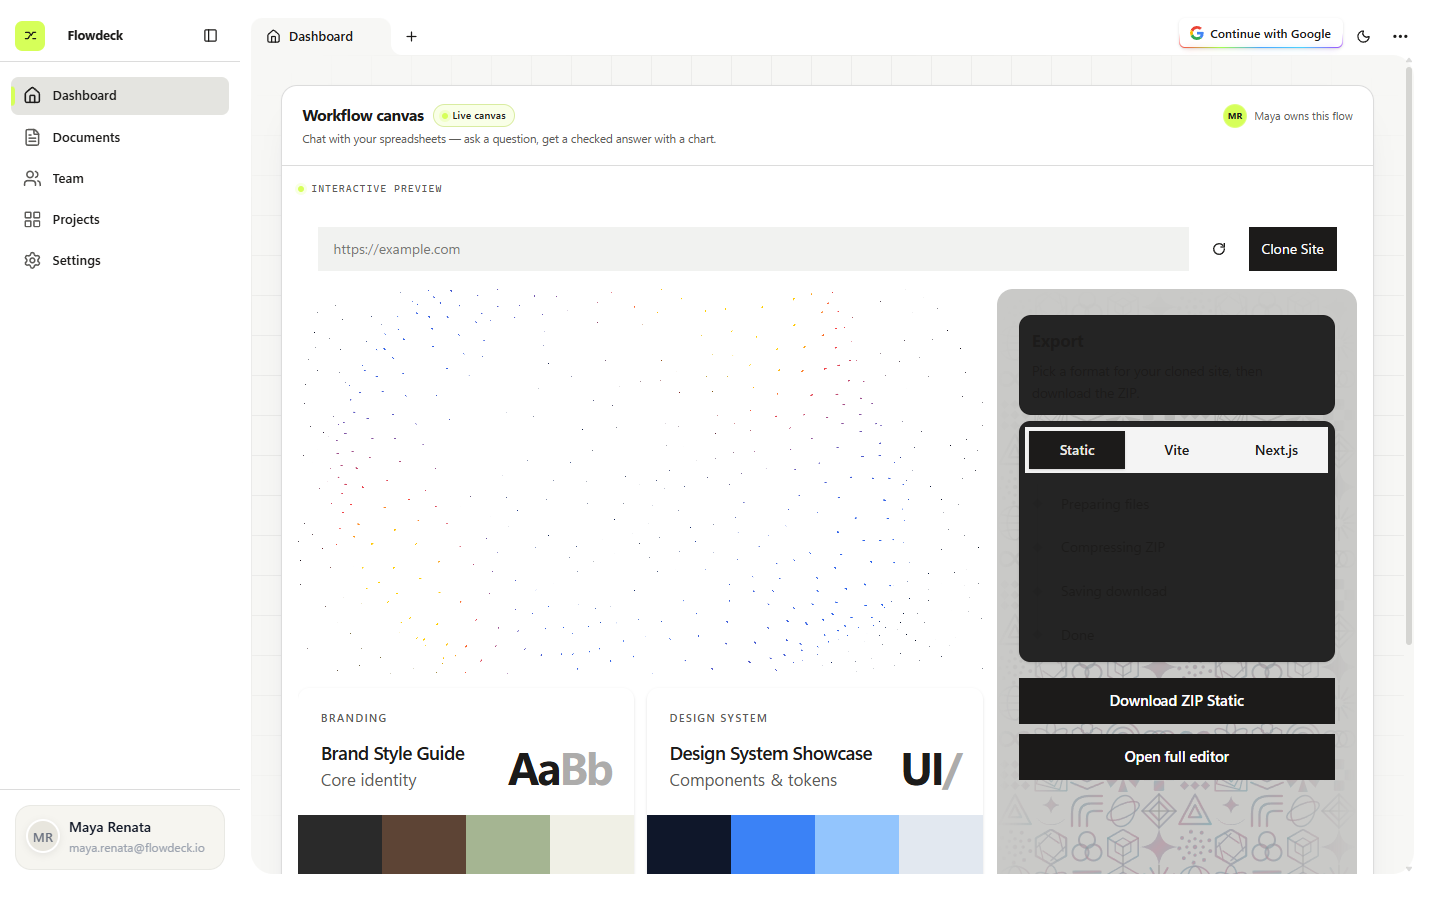 Flowdeck
Dashboard
Documents
Team
Projects
Settings
Maya Renata
MR
maya.renata@flowdeck.io
Dashboard
Continue with Google
Workflow canvas
Live canvas
Chat with your spreadsheets — ask a question, get a checked answer with a chart.
MR
Maya owns this flow
INTERACTIVE PREVIEW
https://example.com
Clone Site
Export
Pick a format for your cloned site, then
download the ZIP.
Static
Vite
Next.js
Preparing files
Compressing ZIP
Saving download
Done
Download ZIP Static
Open full editor
BRANDING
Brand Style Guide
Core identity
AaBb
DESIGN SYSTEM
Design System Showcase
Components & tokens
UI/